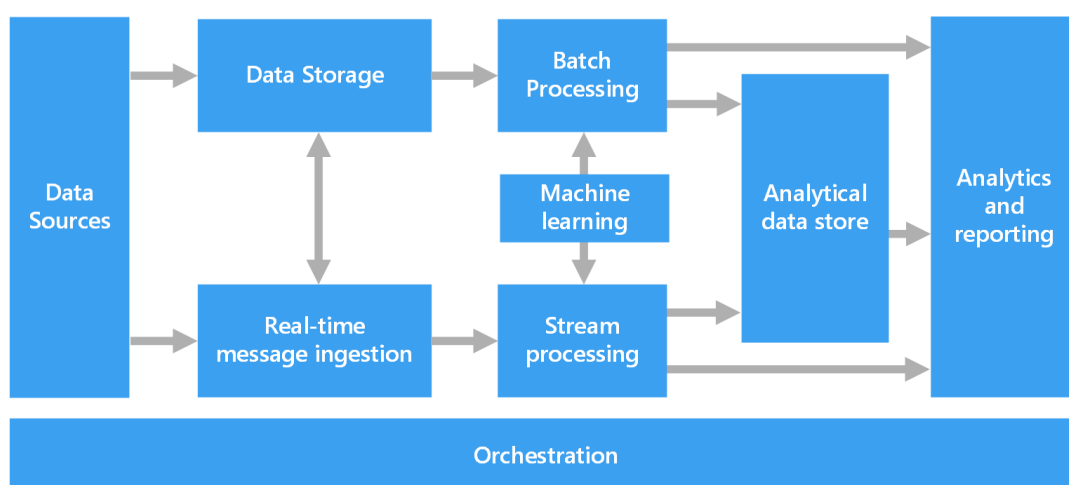 Data
Sources
Data Storage
Real-time
message ingestion
Batch
Processing
Machine
learning
Stream
processing
Analytical
data store
Analytics
and
reporting
Orchestration